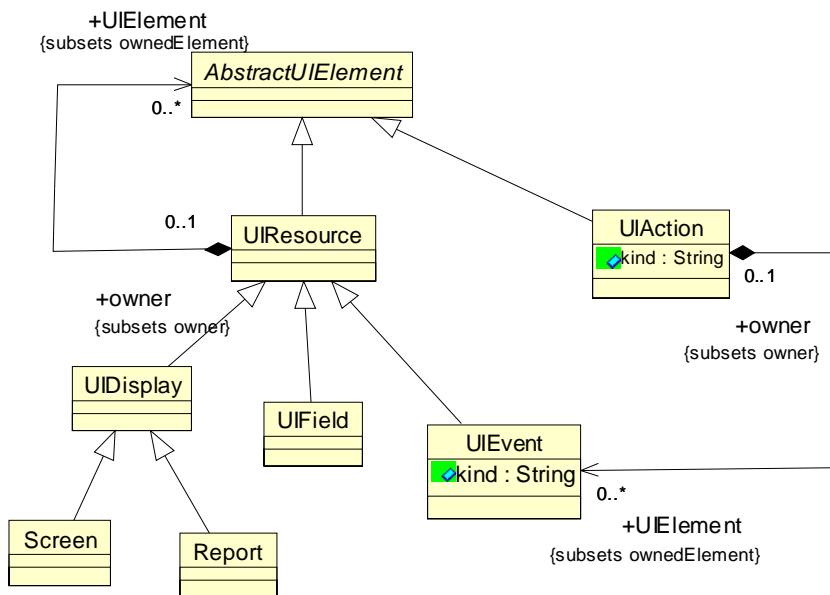 +UIElement
{subsets ownedElement}
AbstractUIElement
0..*
0..1
UIResource
UIAction
kind : String
0..1
+owner
{subsets owner}
+owner
{subsets owner}
UIDisplay
UIField
UIEvent
kind : String
0..*
+UIElement
{subsets ownedElement}
Screen
Report